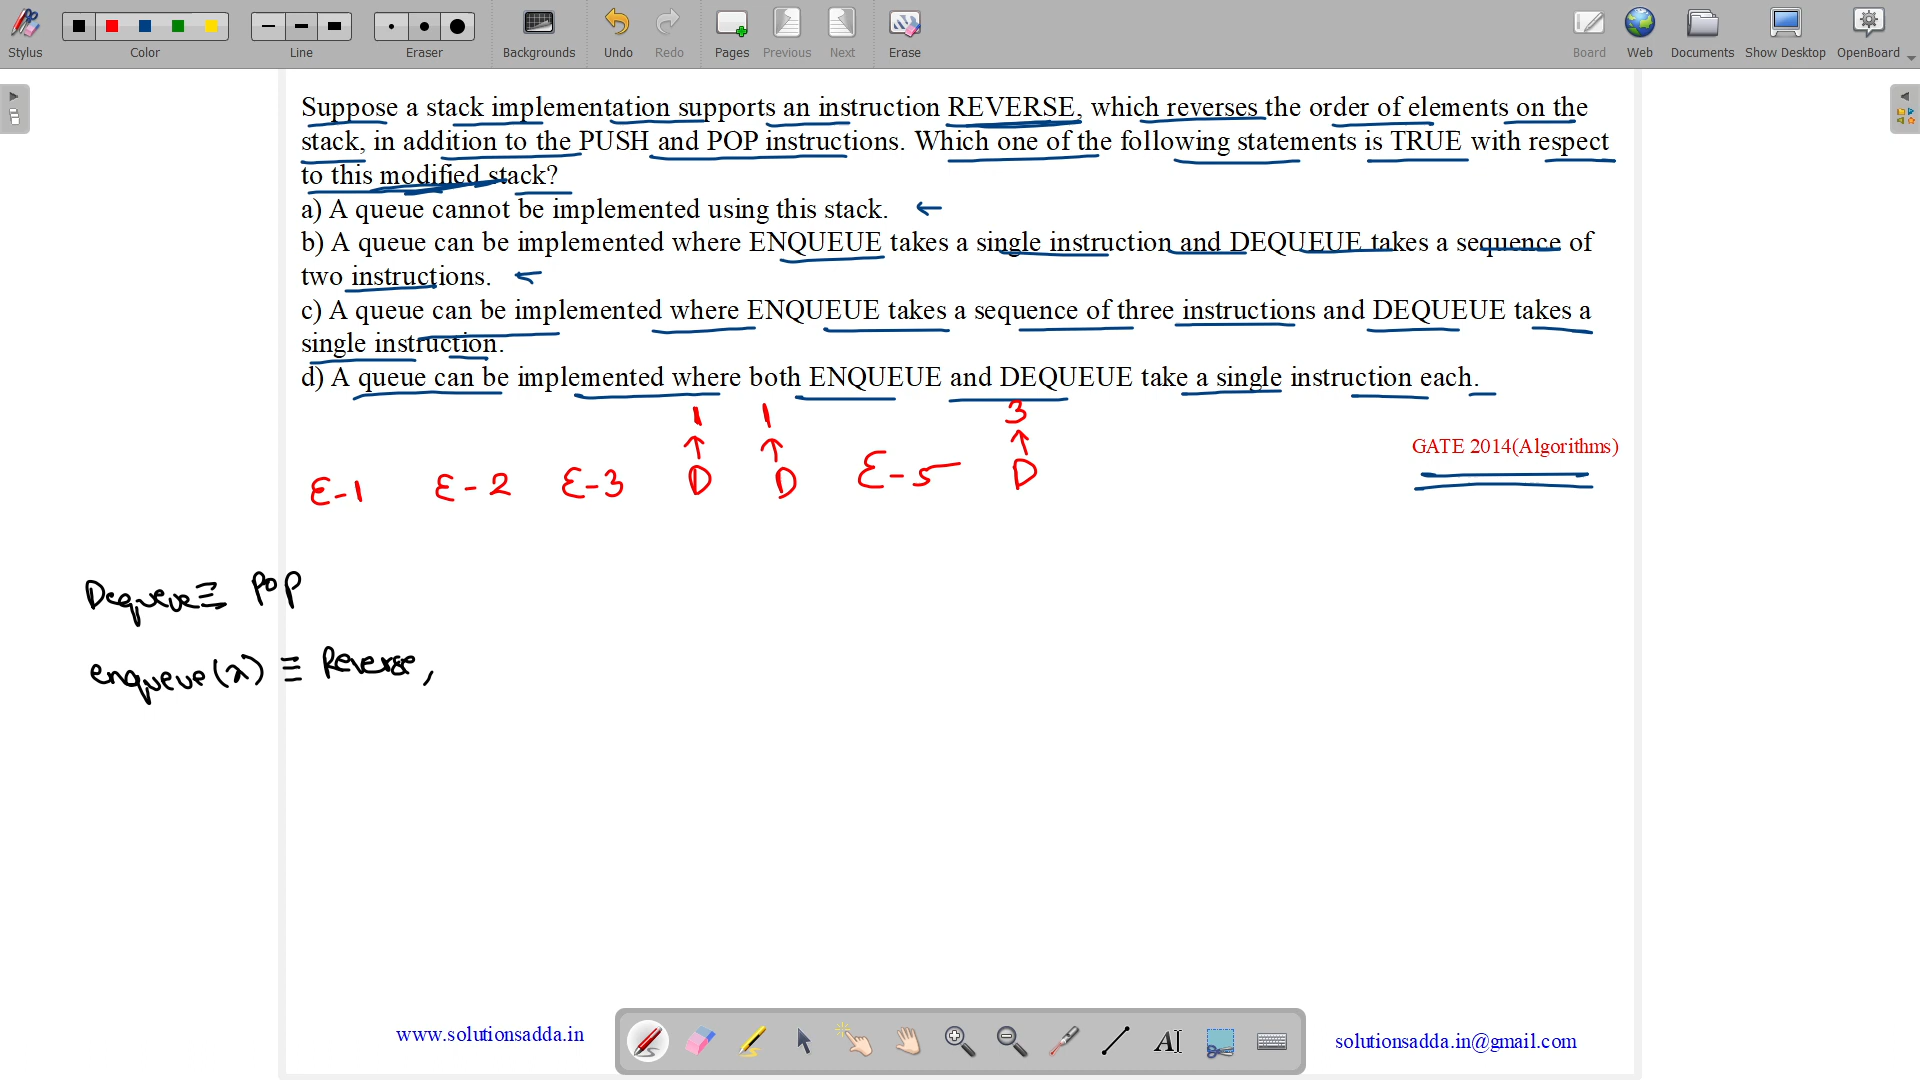 Stylus Color Line Eraser Backgrounds Undo Redo Pages Previous Next Erase Board Web Documents Show Desktop OpenBoard
Suppose a stack implementation supports an instruction REVERSE, which reverses the order of elements on the
stack, in addition to the PUSH and POP instructions. Which one of the following statements is TRUE with respect
to this modified stack?
a) A queue cannot be implemented using this stack. ←
b) A queue can be implemented where ENQUEUE takes a single instruction and DEQUEUE takes a sequence of
two instructions. ←
c) A queue can be implemented where ENQUEUE takes a sequence of three instructions and DEQUEUE takes a
single instruction.
d) A queue can be implemented where both ENQUEUE and DEQUEUE take a single instruction each.
1 1 3
↑ ↑ ↑
GATE 2014(Algorithms)
E-1 E-2 E-3 D D E-5 D
Dequeue ≡ POP
enqueue(x) ≡ Reverse,
www.solutionsadda.in
solutionsadda.in@gmail.com